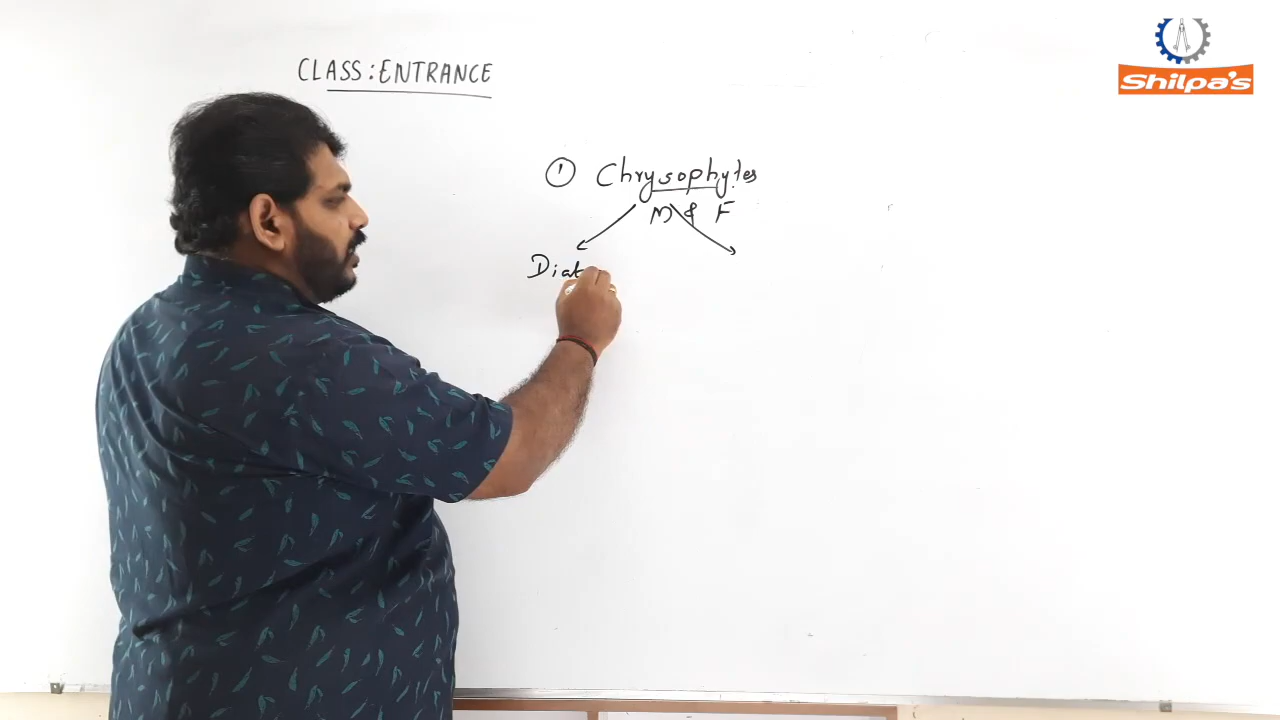 CLASS: ENTRANCE
Shilpa's
① Chrysophytes
M & F
Diat